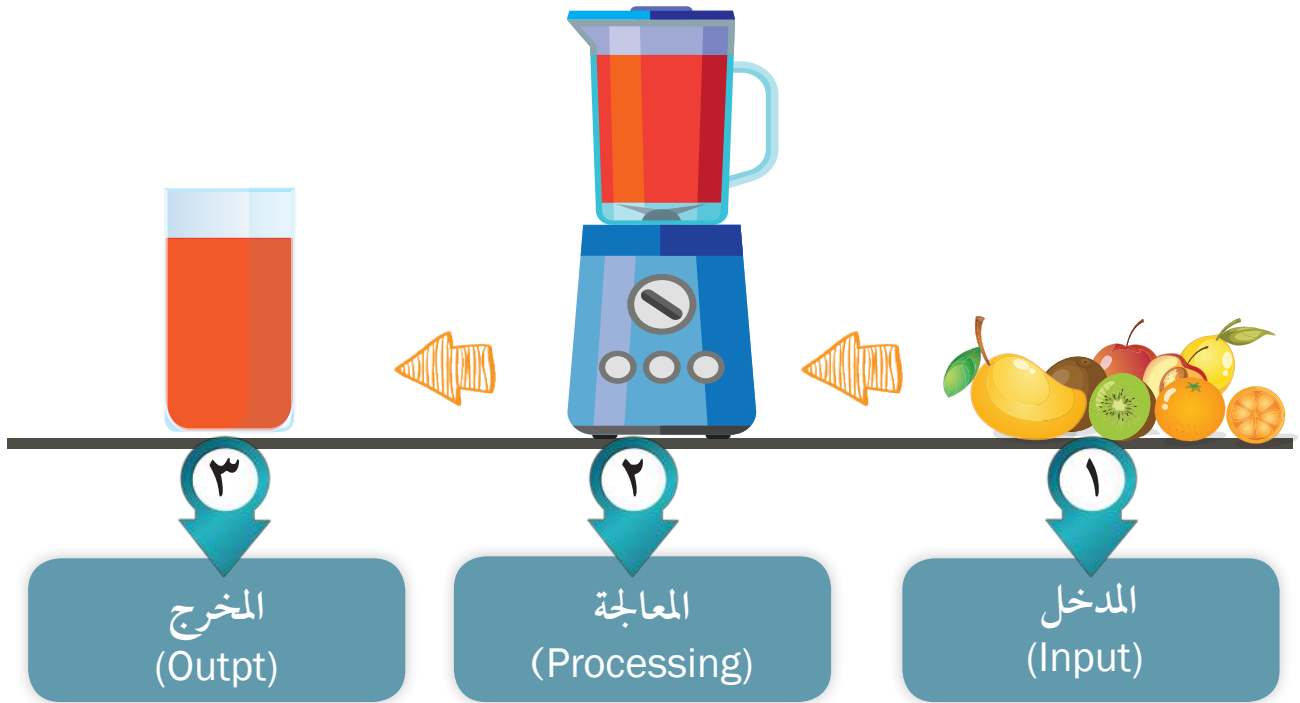 ١
المدخل
(Input)
٢
المعالجة
(Processing)
٣
المخرج
(Outpt)